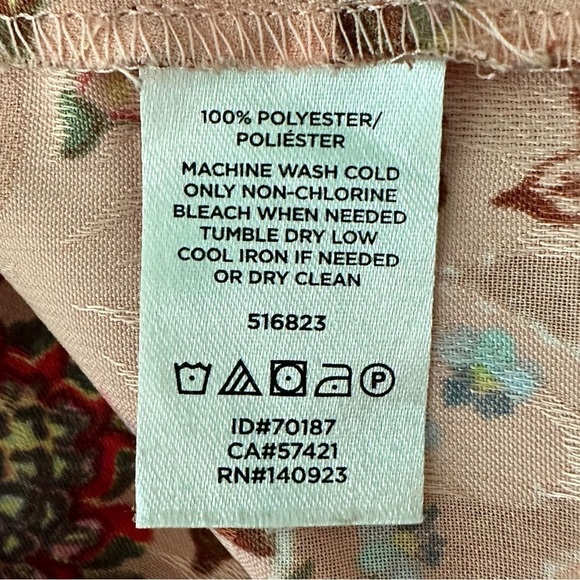 100% POLYESTER/
POLIÉSTER
MACHINE WASH COLD
ONLY NON-CHLORINE
BLEACH WHEN NEEDED
TUMBLE DRY LOW
COOL IRON IF NEEDED
OR DRY CLEAN
516823
P
ID#70187
CA#57421
RN#140923